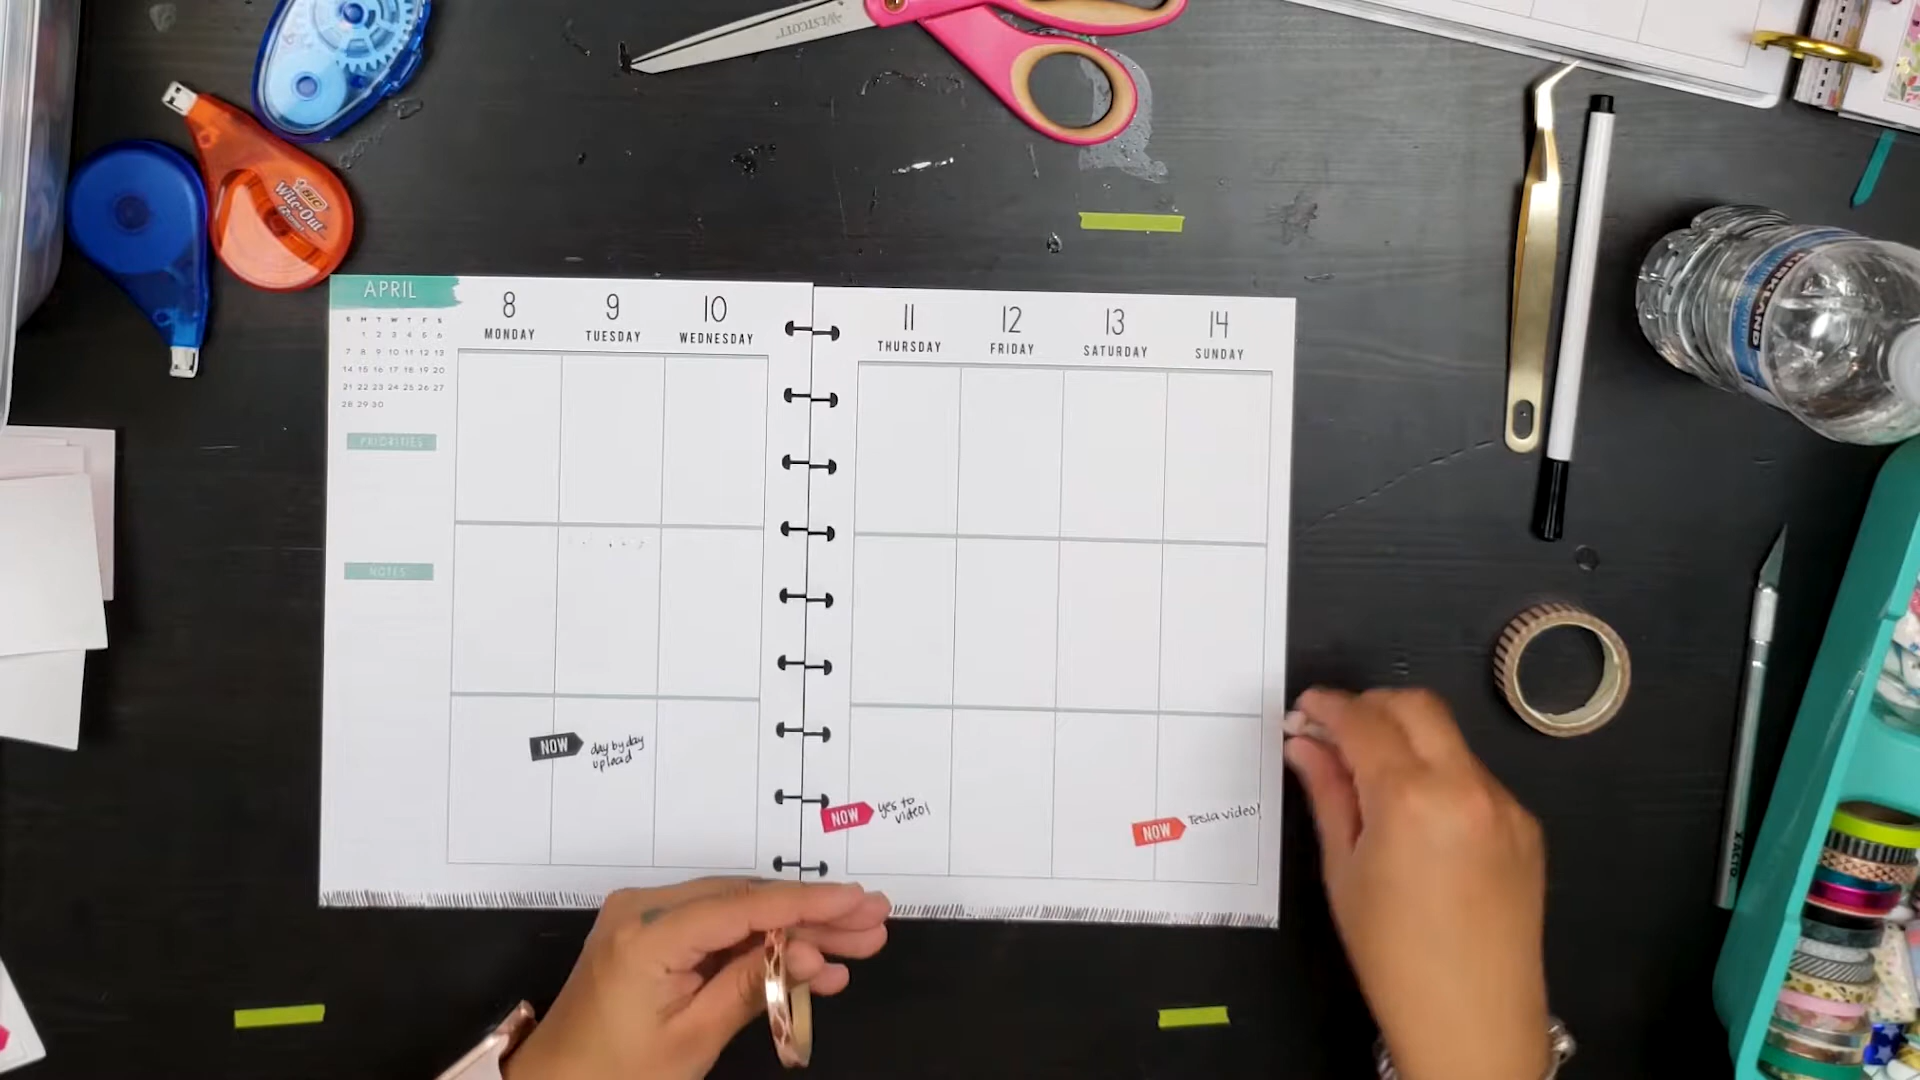 WESTCOTT
BIC
Wite-Out
APRIL
S M T W T F S
1 2 3 4 5 6
7 8 9 10 11 12 13
14 15 16 17 18 19 20
21 22 23 24 25 26 27
28 29 30
PRIORITIES
NOTES
8
MONDAY
9
TUESDAY
10
WEDNESDAY
11
THURSDAY
12
FRIDAY
13
SATURDAY
14
SUNDAY
NOW
day by day
upload
NOW
yes to
video!
NOW
Tesla video!
KIRKLAND
X-ACTO